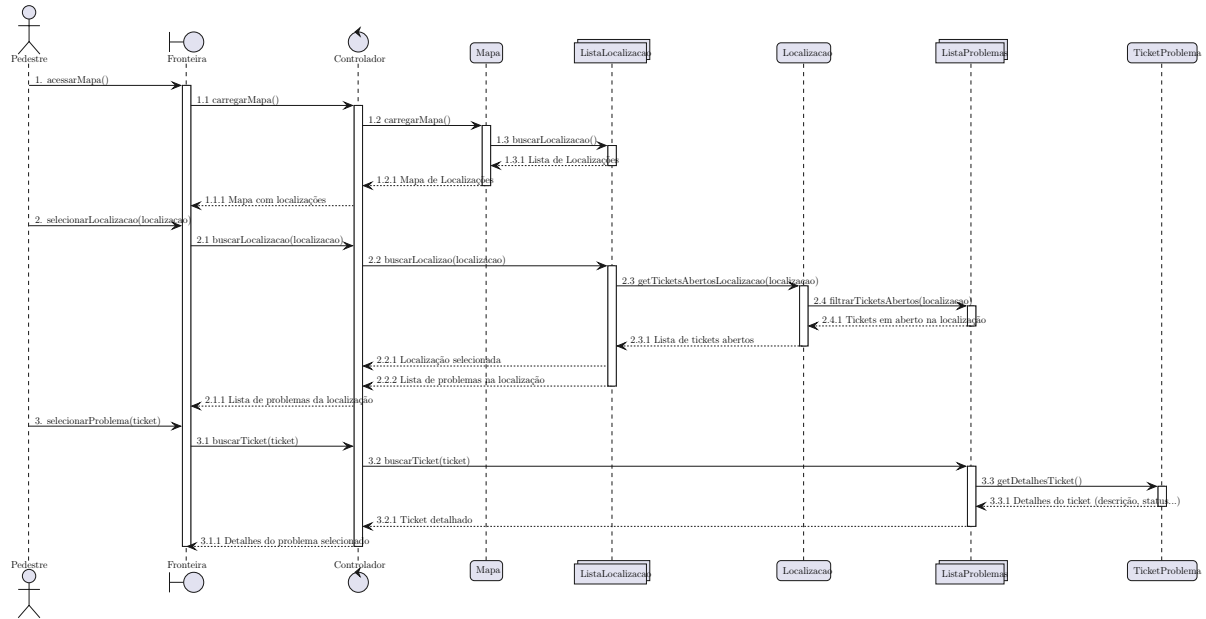 Pedestre
Fronteira
Controlador
Mapa
ListaLocalizacao
Localizacao
ListaProblemas
TicketProblema
1. acessarMapa()
1.1 carregarMapa()
1.2 carregarMapa()
1.3 buscarLocalizacao()
1.3.1 Lista de Localizações
1.2.1 Mapa de Localizações
1.1.1 Mapa com localizações
2. selecionarLocalizacao(localizacao)
2.1 buscarLocalizacao(localizacao)
2.2 buscarLocalizao(localizacao)
2.3 getTicketsAbertosLocalizacao(localizacao)
2.4 filtrarTicketsAbertos(localizacao)
2.4.1 Tickets em aberto na localização
2.3.1 Lista de tickets abertos
2.2.1 Localização selecionada
2.2.2 Lista de problemas na localização
2.1.1 Lista de problemas da localização
3. selecionarProblema(ticket)
3.1 buscarTicket(ticket)
3.2 buscarTicket(ticket)
3.3 getDetalhesTicket()
3.3.1 Detalhes do ticket (descrição, status...)
3.2.1 Ticket detalhado
3.1.1 Detalhes do problema selecionado
Pedestre
Fronteira
Controlador
Mapa
ListaLocalizacao
Localizacao
ListaProblemas
TicketProblema